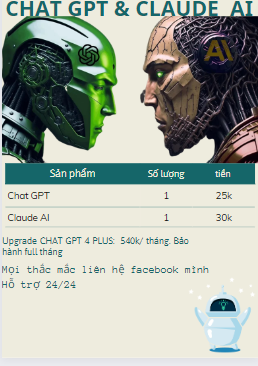 CHAT GPT & CLAUDE AI
AI
Sản phẩm Số lượng tiền
Chat GPT 1 25k
Claude AI 1 30k
Upgrade CHAT GPT 4 PLUS: 540k/ tháng. Bảo
hành full tháng
Mọi thắc mắc liên hệ facebook mình
Hỗ trợ 24/24